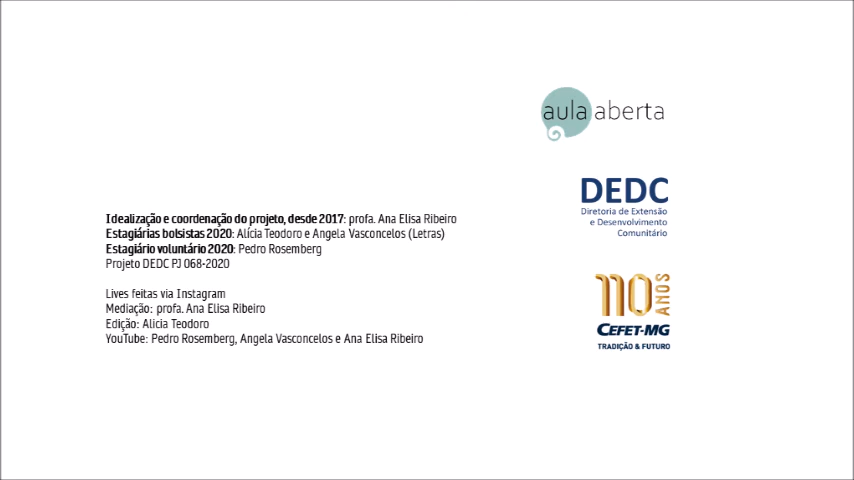 aula aberta
DEDC
Diretoria de Extensão
e Desenvolvimento
Comunitário
Idealização e coordenação do projeto, desde 2017: profa. Ana Elisa Ribeiro
Estagiárias bolsistas 2020: Alícia Teodoro e Angela Vasconcelos (Letras)
Estagiário voluntário 2020: Pedro Rosemberg
Projeto DEDC PJ 068-2020
Lives feitas via Instagram
Mediação: profa. Ana Elisa Ribeiro
Edição: Alicia Teodoro
YouTube: Pedro Rosemberg, Angela Vasconcelos e Ana Elisa Ribeiro
110 ANOS
CEFET-MG
TRADIÇÃO & FUTURO